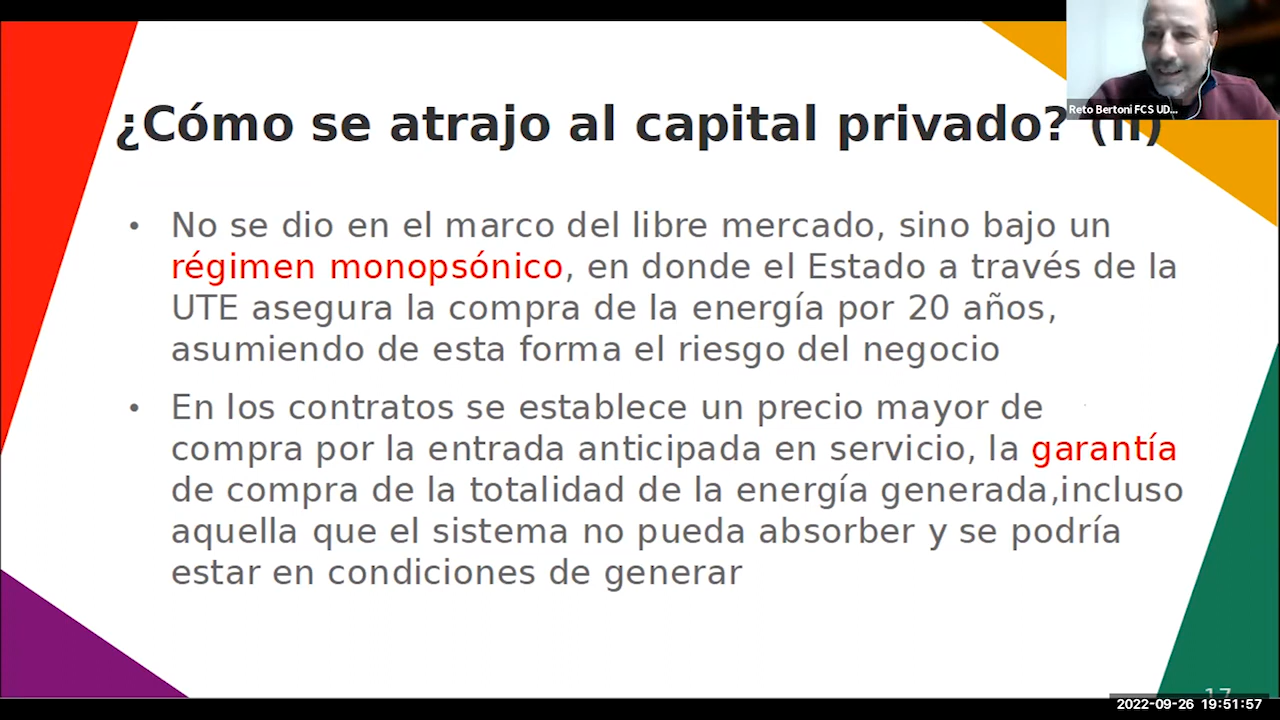 ¿Cómo se atrajo al capital privado? (II)
Reto Bertoni FCS UD...
• No se dio en el marco del libre mercado, sino bajo un
régimen monopsónico, en donde el Estado a través de la
UTE asegura la compra de la energía por 20 años,
asumiendo de esta forma el riesgo del negocio
• En los contratos se establece un precio mayor de
compra por la entrada anticipada en servicio, la garantía
de compra de la totalidad de la energía generada,incluso
aquella que el sistema no pueda absorber y se podría
estar en condiciones de generar
17
2022-09-26 19:51:57